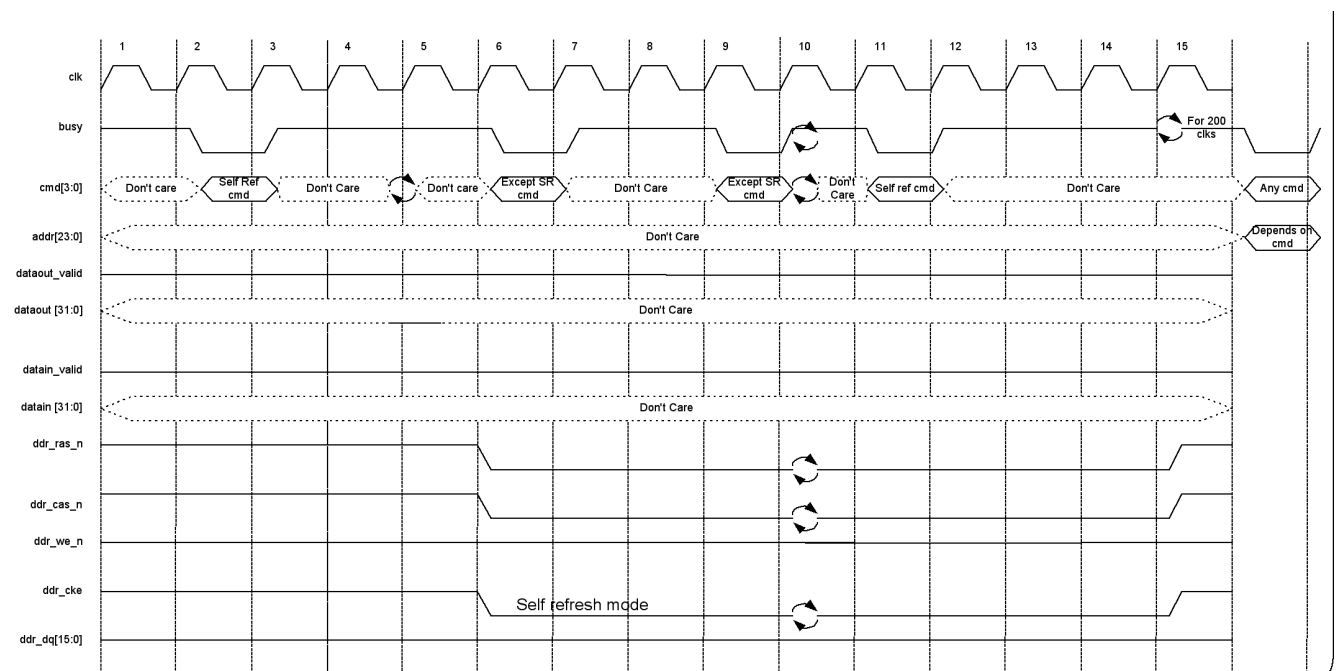 1 2 3 4 5 6 7 8 9 10 11 12 13 14 15
clk
busy
For 200
clks
cmd[3:0]
Don't care
Self Ref
cmd
Don't Care
Don't care
Except SR
cmd
Don't Care
Except SR
cmd
Don't
Care
Self ref cmd
Don't Care
Any cmd
addr[23:0]
Don't Care
Depends on
cmd
dataout_valid
dataout [31:0]
Don't Care
datain_valid
datain [31:0]
Don't Care
ddr_ras_n
ddr_cas_n
ddr_we_n
ddr_cke
Self refresh mode
ddr_dq[15:0]